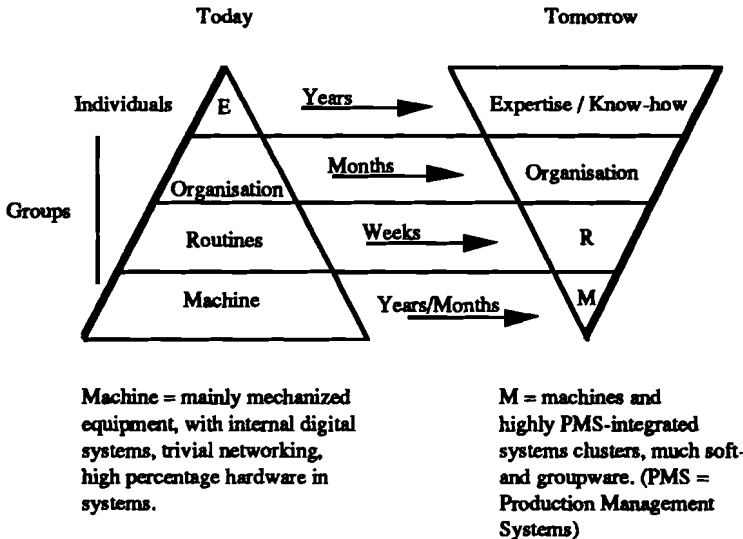 Today
Tomorrow
Individuals
E
Years
Expertise / Know-how
Months
Organisation
Organisation
Groups
Routines
Weeks
R
Machine
Years/Months
M
Machine = mainly mechanized
equipment, with internal digital
systems, trivial networking,
high percentage hardware in
systems.
M = machines and
highly PMS-integrated
systems clusters, much soft-
and groupware. (PMS =
Production Management
Systems)